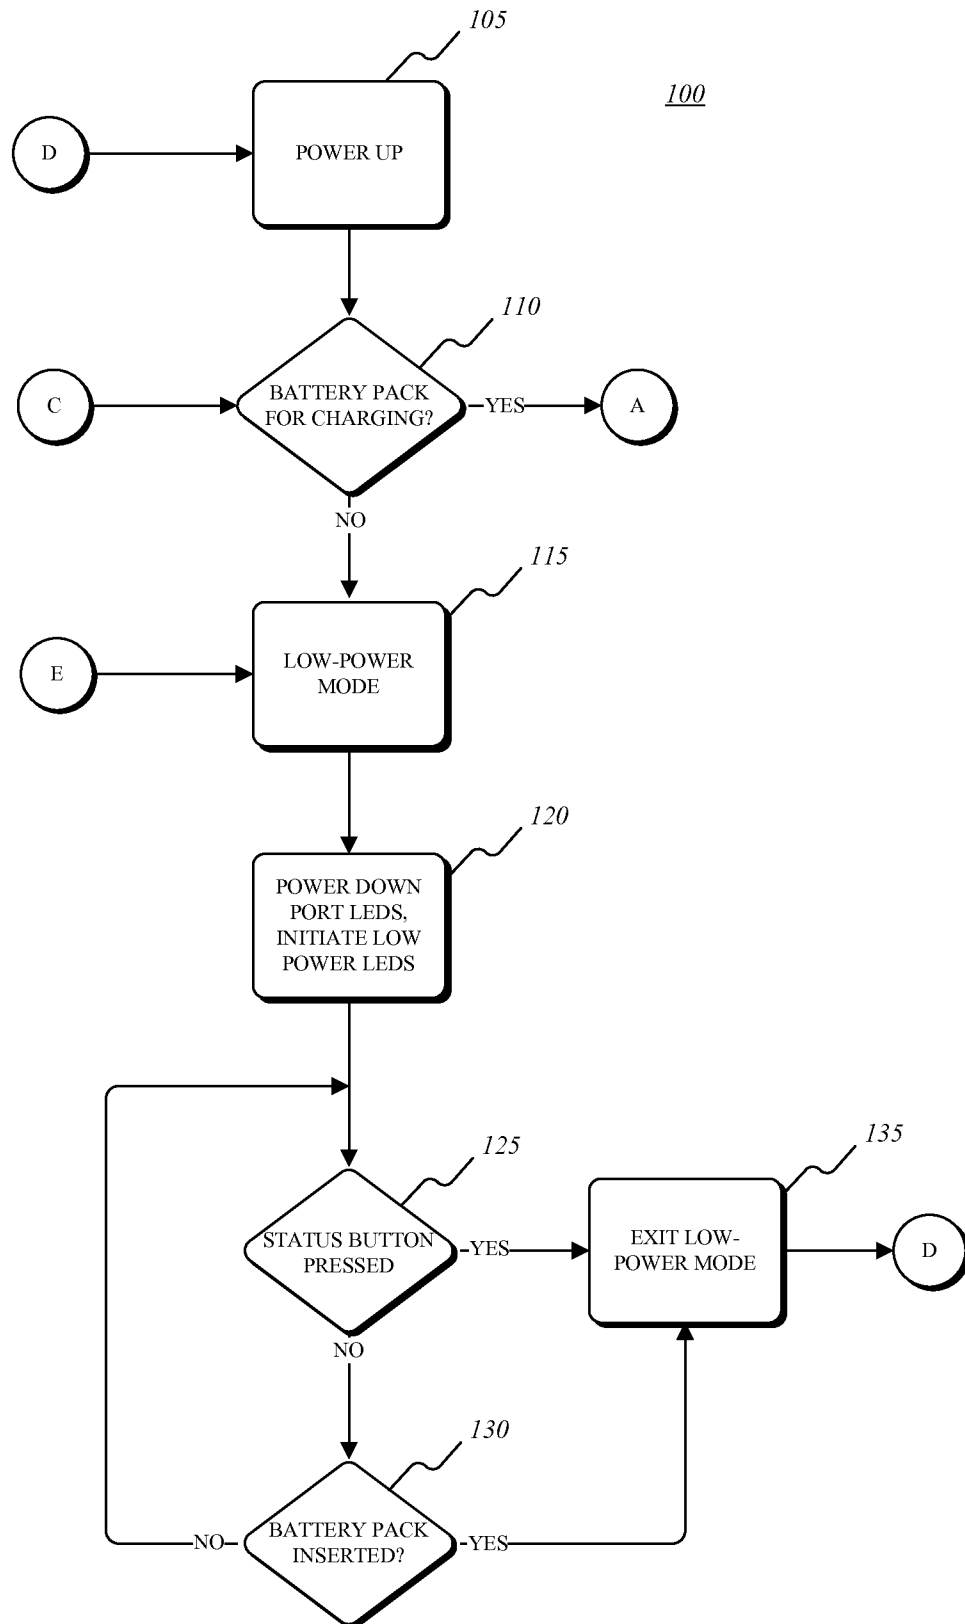 105
100
D
POWER UP
110
C
BATTERY PACK
FOR CHARGING?
YES
A
NO
115
E
LOW-POWER
MODE
120
POWER DOWN
PORT LEDS,
INITIATE LOW
POWER LEDS
125
135
STATUS BUTTON
PRESSED
YES
EXIT LOW-
POWER MODE
D
NO
130
NO
BATTERY PACK
INSERTED?
YES